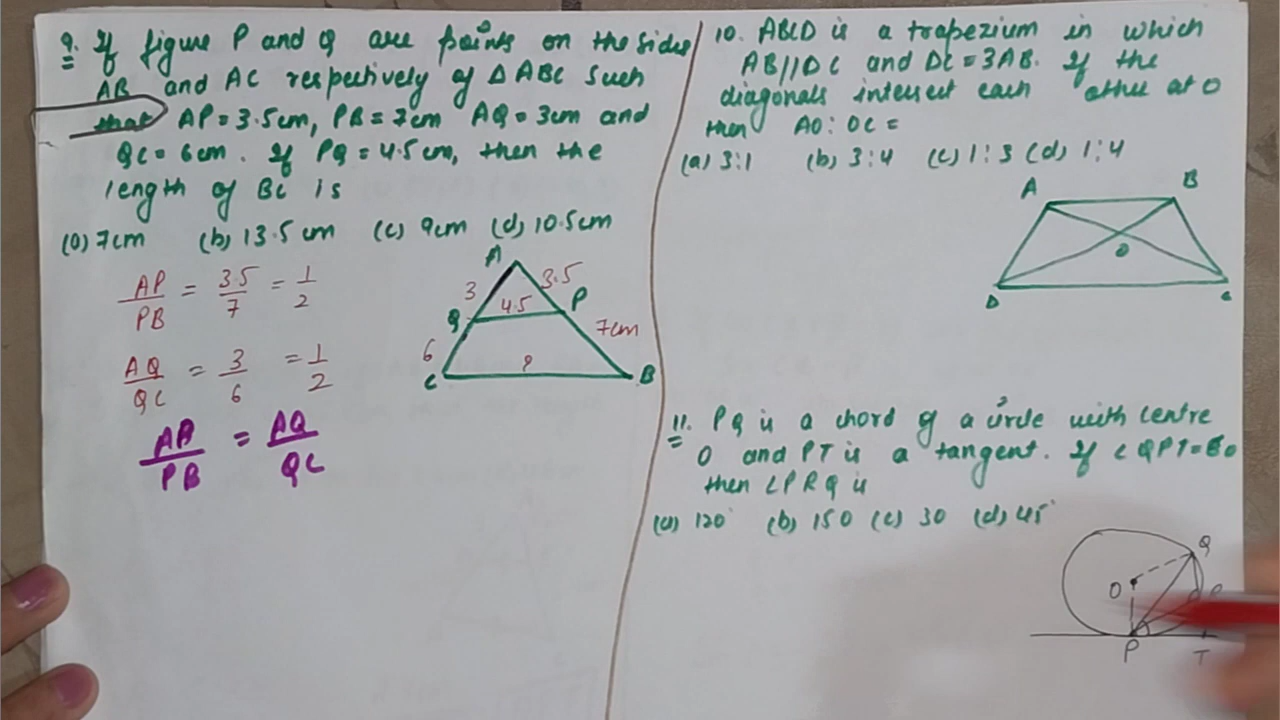 9. If figure P and Q are points on the sides
AB and AC respectively of △ABC such
that AP=3.5cm, PB=7cm AQ=3cm and
QC=6cm. If PQ=4.5cm, then the
length of BC is
(a) 7cm (b) 13.5cm (c) 9cm (d) 10.5cm
AP/PB = 3.5/7 = 1/2
AQ/QC = 3/6 = 1/2
AP/PB = AQ/QC
A
3 3.5
Q 4.5 P
7cm
6
C ? B
10. ABCD is a trapezium in which
AB//DC and DC=3AB. If the
diagonals intersect each other at O
then AO:OC=
(a) 3:1 (b) 3:4 (c) 1:3 (d) 1:4
A B
O
D C
11. PQ is a chord of a circle with centre
O and PT is a tangent. If ∠QPT=60
then ∠PRQ is
(a) 120° (b) 150 (c) 30 (d) 45°
Q
O
P T